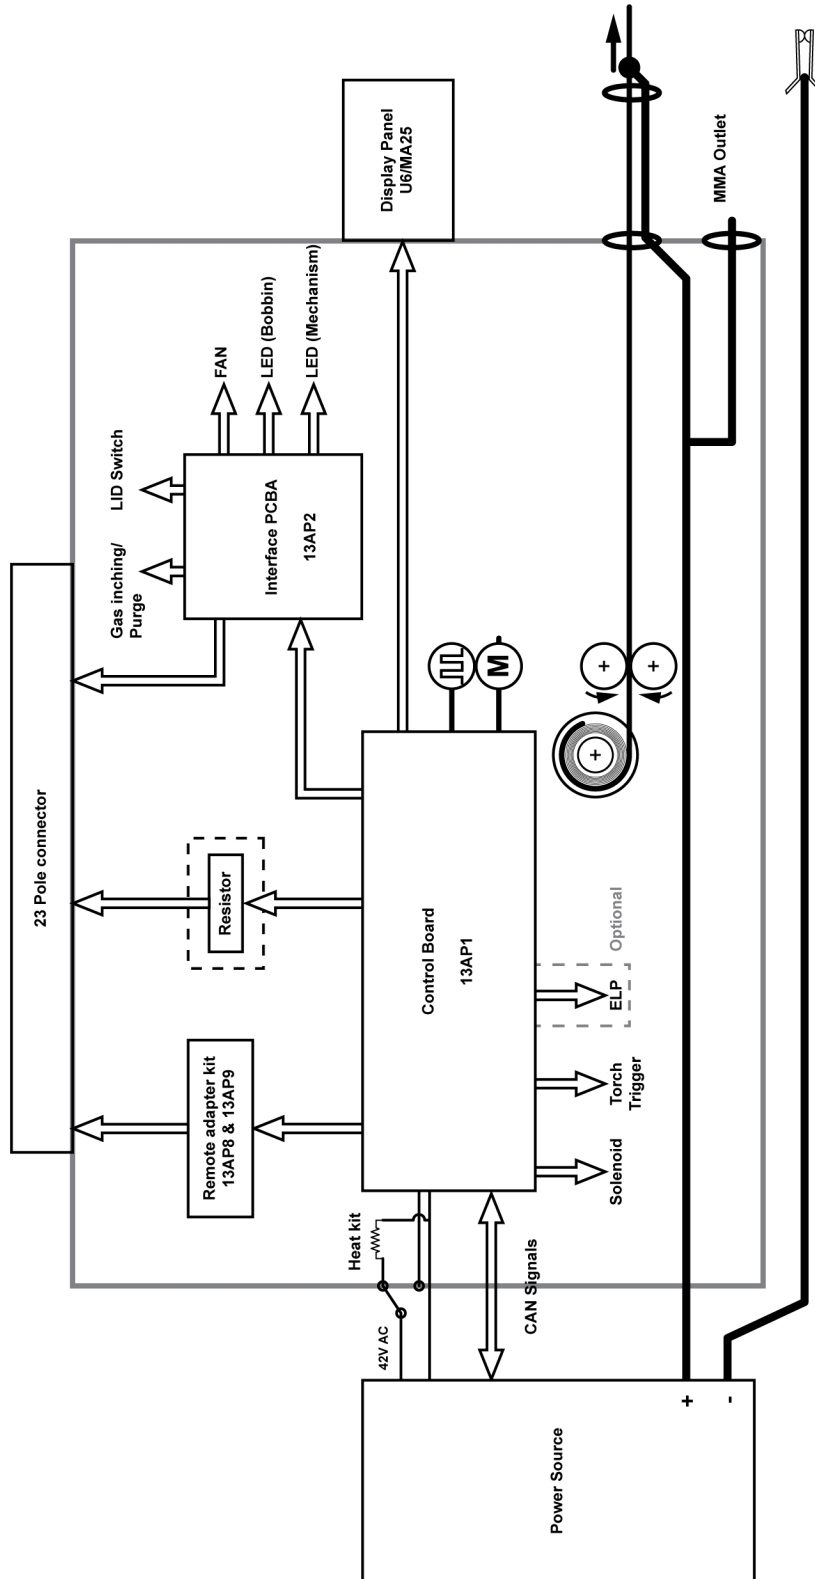 23 Pole connector
Gas inching/
Purge
LID Switch
FAN
LED (Bobbin)
LED (Mechanism)
Interface PCBA
13AP2
Display Panel
U6/MA25
Remote adapter kit
13AP8 & 13AP9
Resistor
Heat kit
42V AC
Control Board
13AP1
M
CAN Signals
Solenoid
Torch
Trigger
ELP
Optional
MMA Outlet
Power Source
+
-
+
+
+